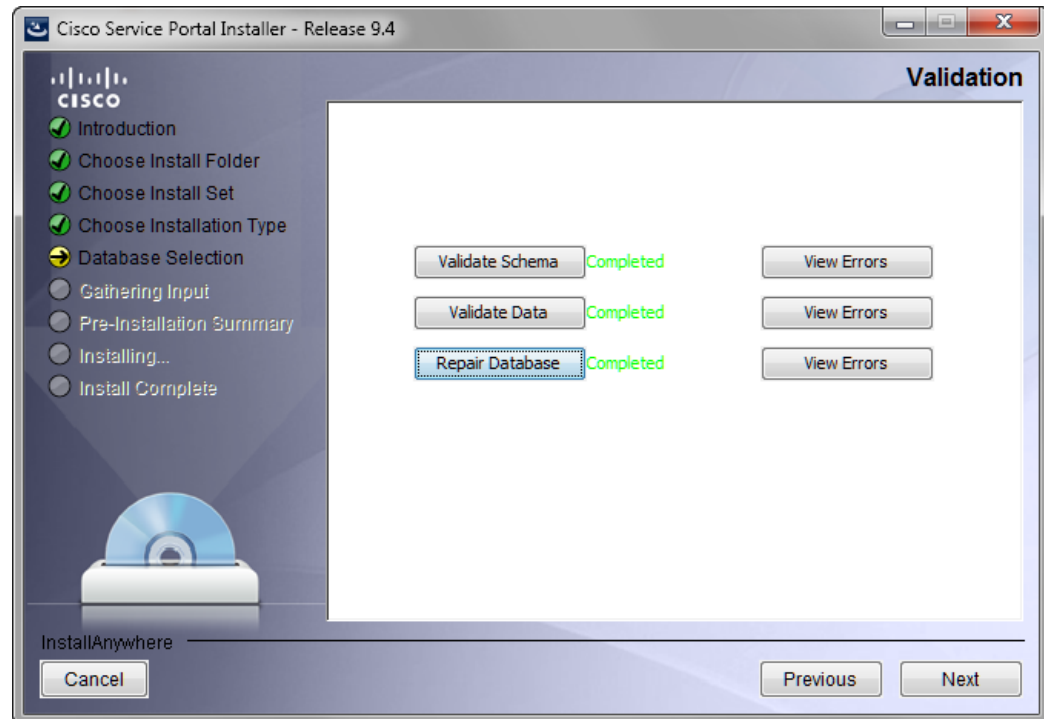 Cisco Service Portal Installer - Release 9.4
CISCO
Validation
Introduction
Choose Install Folder
Choose Install Set
Choose Installation Type
Database Selection
Gathering Input
Pre-Installation Summary
Installing...
Install Complete
Validate Schema Completed View Errors
Validate Data Completed View Errors
Repair Database Completed View Errors
InstallAnywhere
Cancel Previous Next